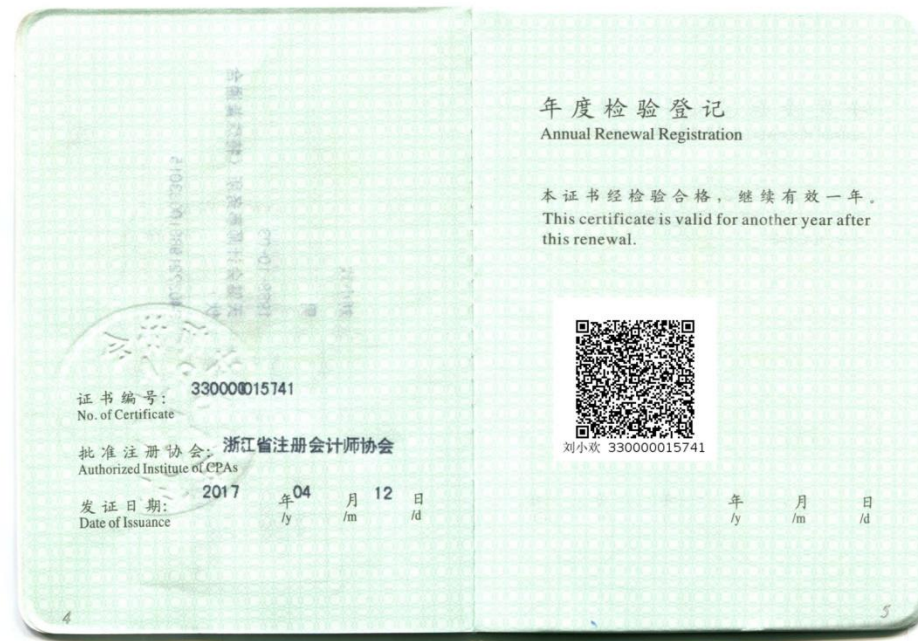 证书编号: 330000015741
No. of Certificate
批准注册协会: 浙江省注册会计师协会
Authorized Institute of CPAs
发证日期: 2017 年 04 月 12 日
Date of Issuance /y /m /d
4
年度检验登记
Annual Renewal Registration
本证书经检验合格，继续有效一年。
This certificate is valid for another year after
this renewal.
刘小欢 330000015741
年 月 日
/y /m /d
5